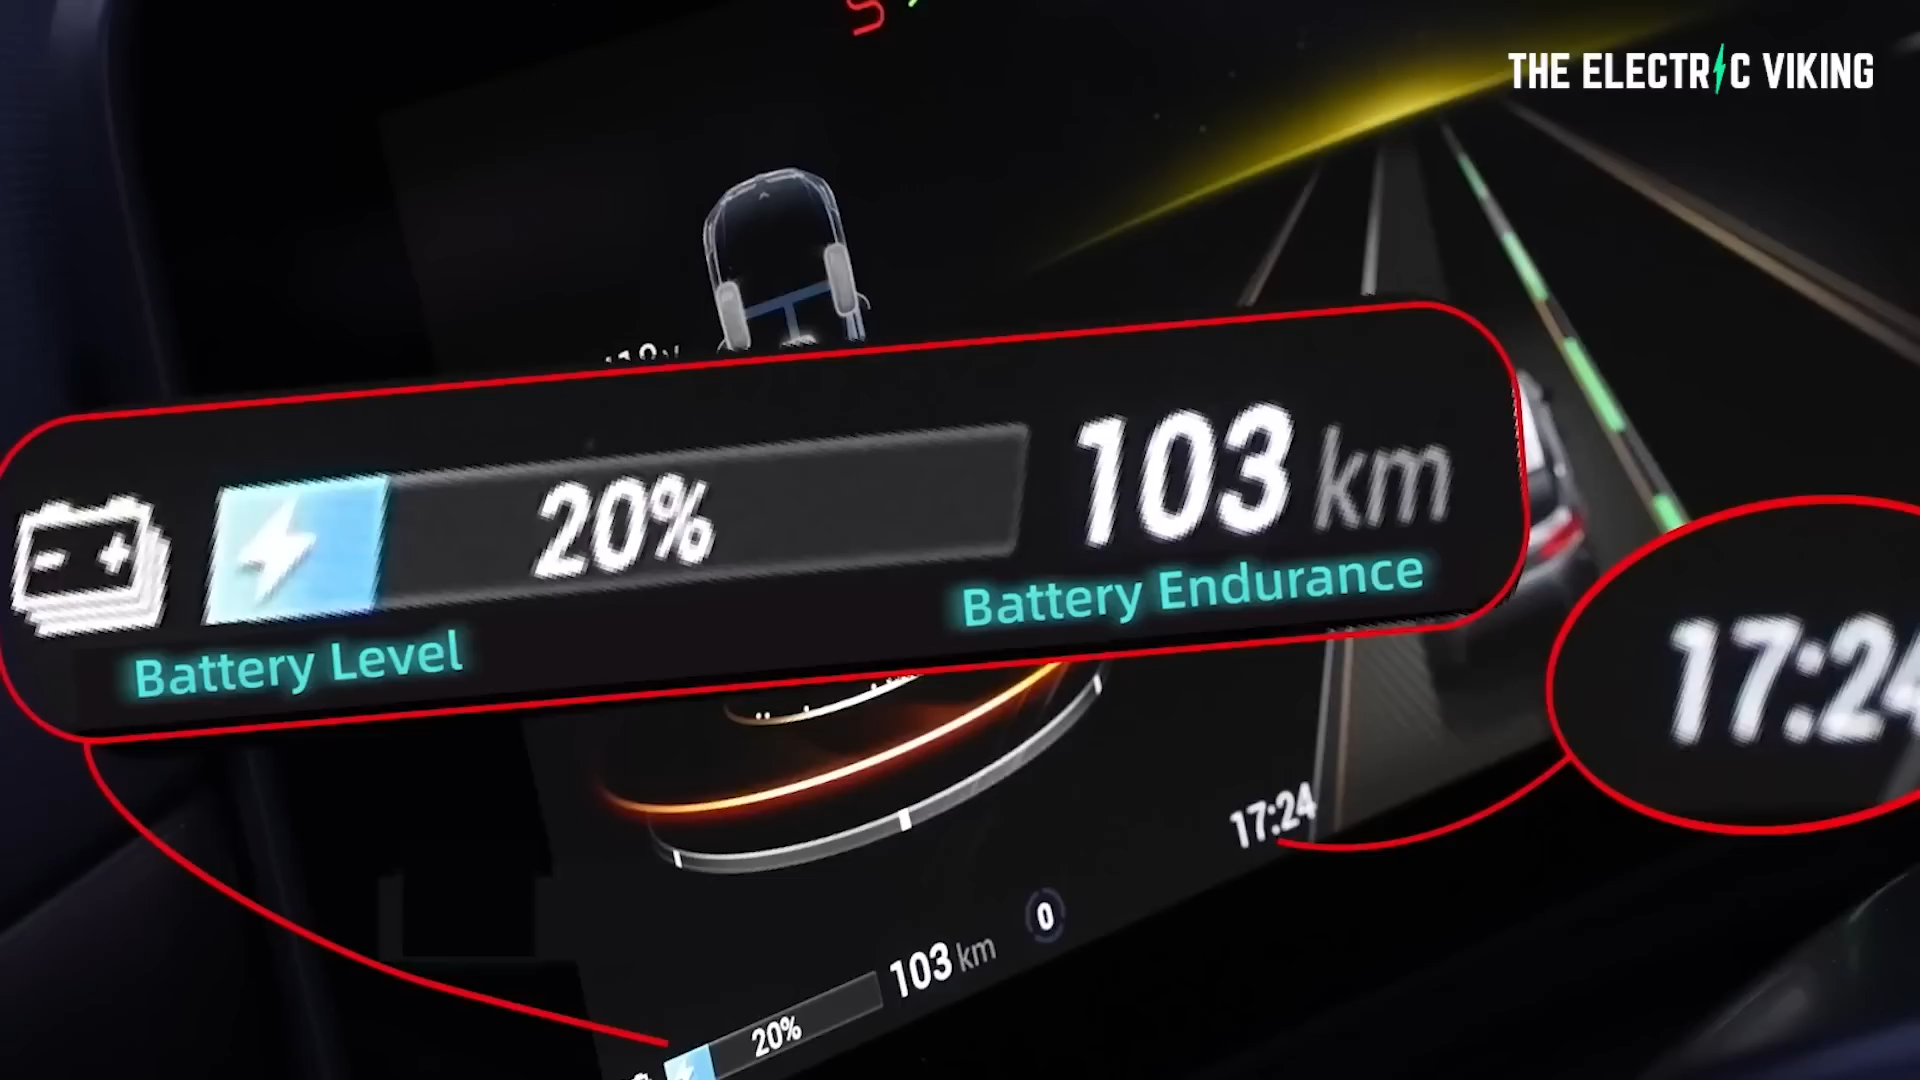 S
THE ELECTRIC VIKING
20%
103 km
Battery Level
Battery Endurance
17:24
17:24
0
103 km
20%